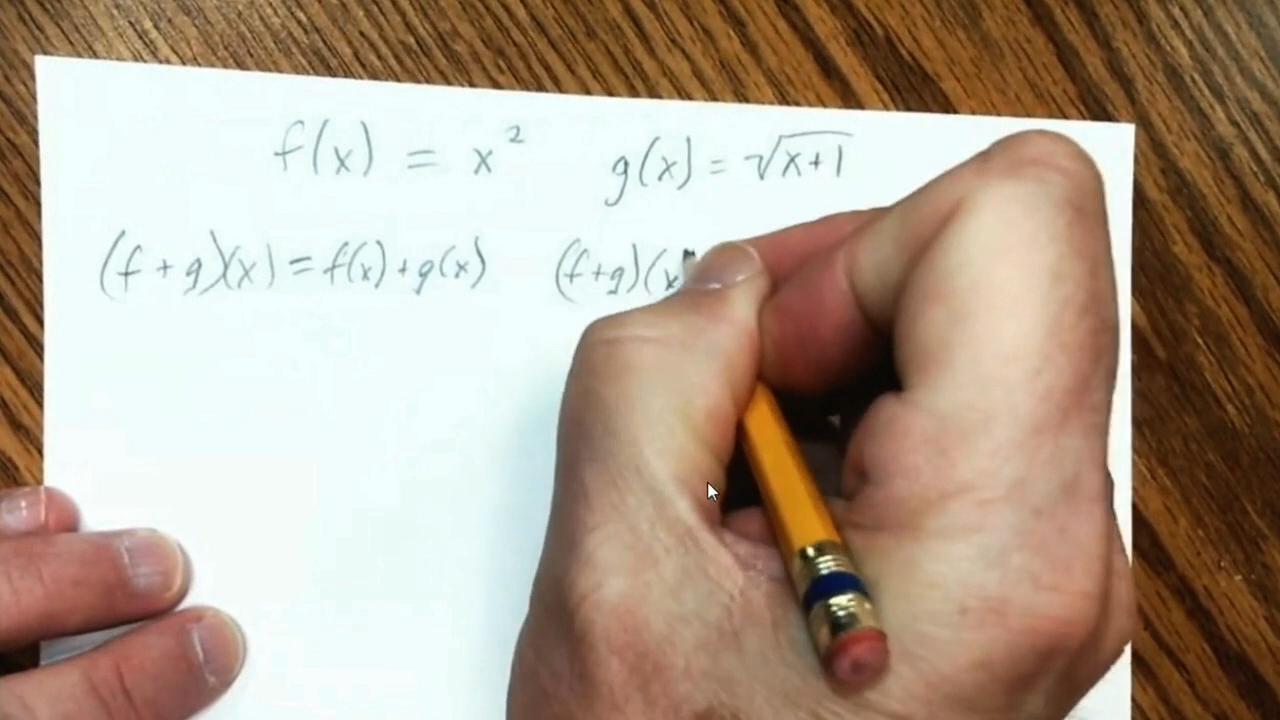 f(x) = x² g(x) = √(x+1)
(f+g)(x) = f(x)+g(x) (f+g)(x